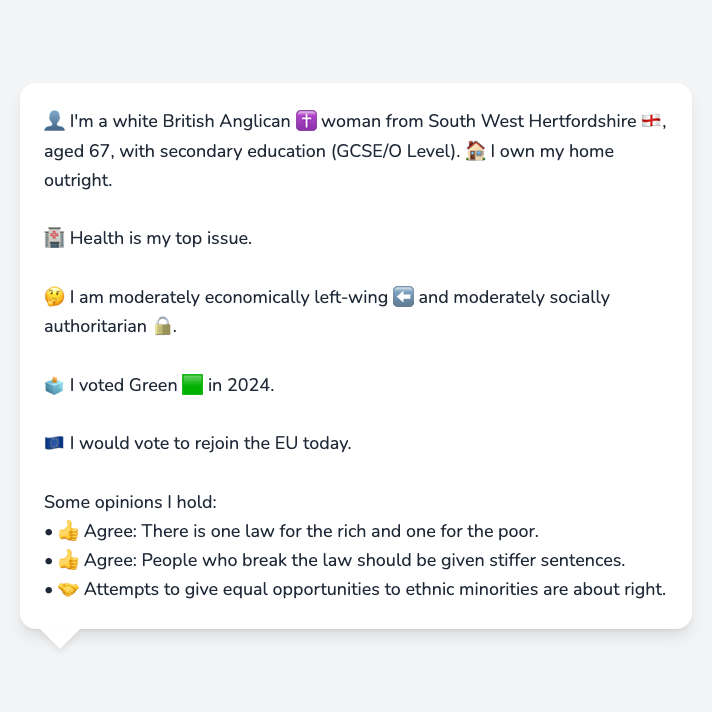 👤 I'm a white British Anglican ✝️ woman from South West Hertfordshire 🏴󠁧󠁢󠁥󠁮󠁧󠁿,
aged 67, with secondary education (GCSE/O Level). 🏠 I own my home
outright.
🏥 Health is my top issue.
🤔 I am moderately economically left-wing ⬅️ and moderately socially
authoritarian 🔒.
🗳️ I voted Green 🟩 in 2024.
🇪🇺 I would vote to rejoin the EU today.
Some opinions I hold:
• 👍 Agree: There is one law for the rich and one for the poor.
• 👍 Agree: People who break the law should be given stiffer sentences.
• 🤝 Attempts to give equal opportunities to ethnic minorities are about right.